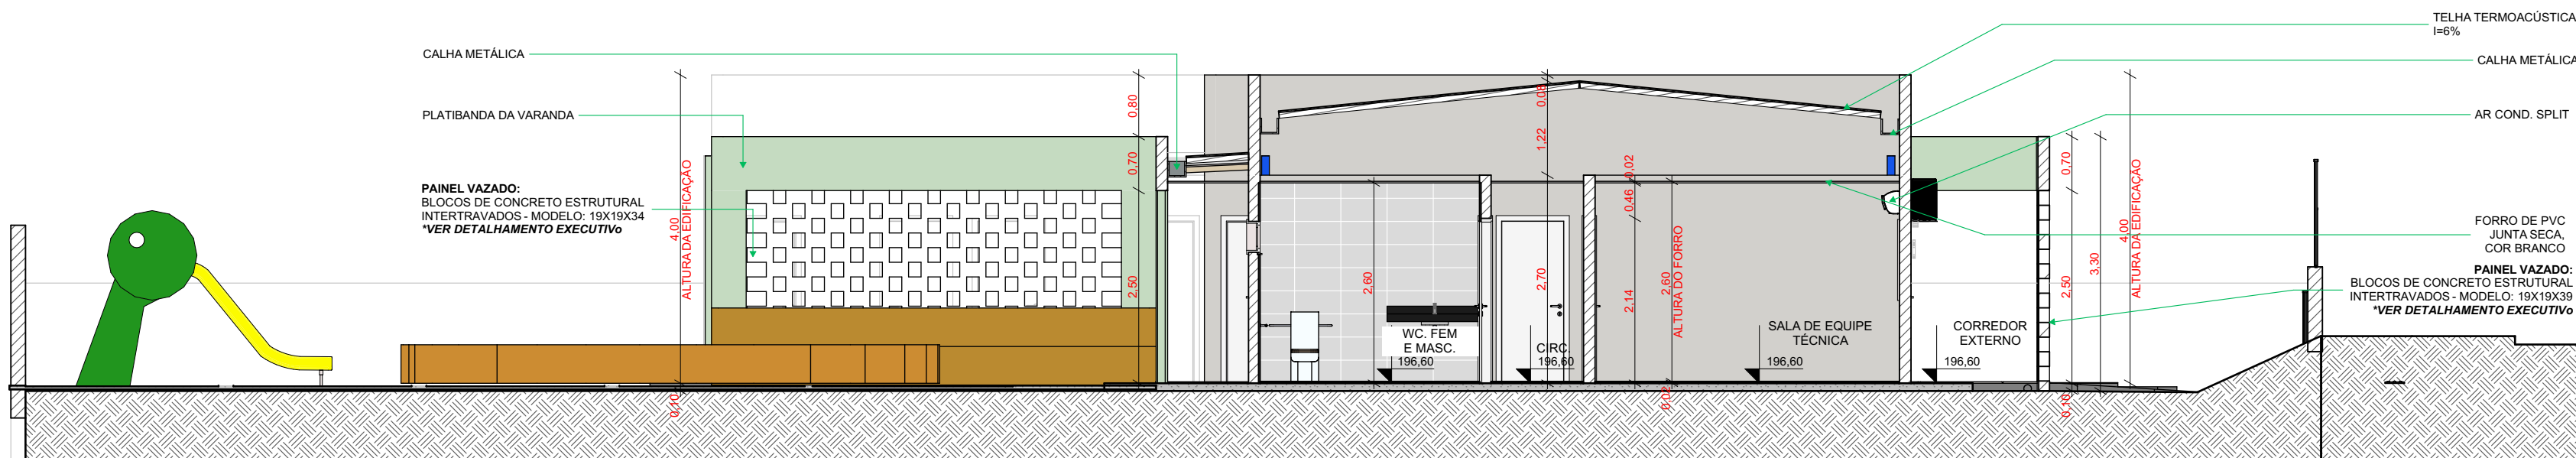 TELHA TERMOACÚSTICA
I=6%
CALHA METÁLICA
CALHA METÁLICA
PLATIBANDA DA VARANDA
AR COND. SPLIT
PAINEL VAZADO:
BLOCOS DE CONCRETO ESTRUTURAL
INTERTRAVADOS - MODELO: 19X19X34
*VER DETALHAMENTO EXECUTIVo
4,00
ALTURA DA EDIFICAÇÃO
0,10
0,80
0,70
2,50
0,08
1,22
2,70
2,60
0,02
0,46
2,14
2,60
ALTURA DO FORRO
0,02
WC. FEM
E MASC.
196,60
CIRC.
196,60
SALA DE EQUIPE
TÉCNICA
196,60
CORREDOR
EXTERNO
196,60
0,70
2,50
0,10
3,30
4,00
ALTURA DA EDIFICAÇÃO
FORRO DE PVC
JUNTA SECA,
COR BRANCO
PAINEL VAZADO:
BLOCOS DE CONCRETO ESTRUTURAL
INTERTRAVADOS - MODELO: 19X19X39
*VER DETALHAMENTO EXECUTIVo